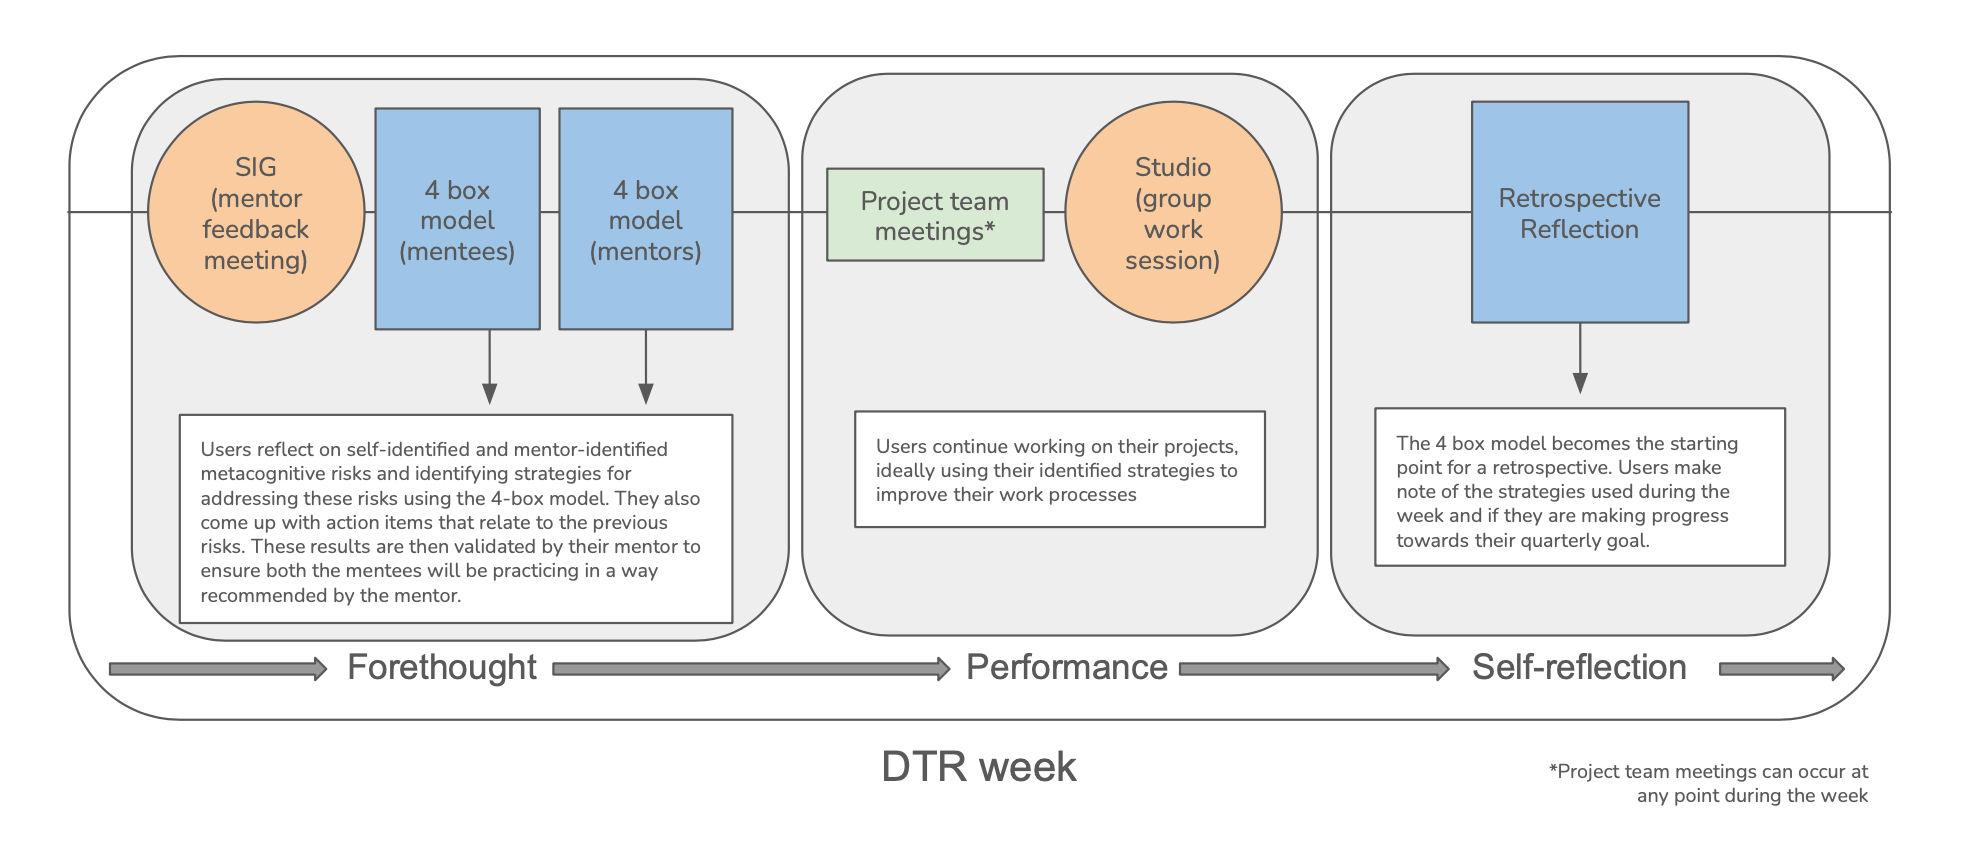 SIG
(mentor
feedback
meeting)
4 box
model
(mentees)
4 box
model
(mentors)
Users reflect on self-identified and mentor-identified
metacognitive risks and identifying strategies for
addressing these risks using the 4-box model. They also
come up with action items that relate to the previous
risks. These results are then validated by their mentor to
ensure both the mentees will be practicing in a way
recommended by the mentor.
Project team
meetings*
Studio
(group
work
session)
Users continue working on their projects,
ideally using their identified strategies to
improve their work processes
Retrospective
Reflection
The 4 box model becomes the starting
point for a retrospective. Users make
note of the strategies used during the
week and if they are making progress
towards their quarterly goal.
Forethought
Performance
Self-reflection
DTR week
*Project team meetings can occur at
any point during the week